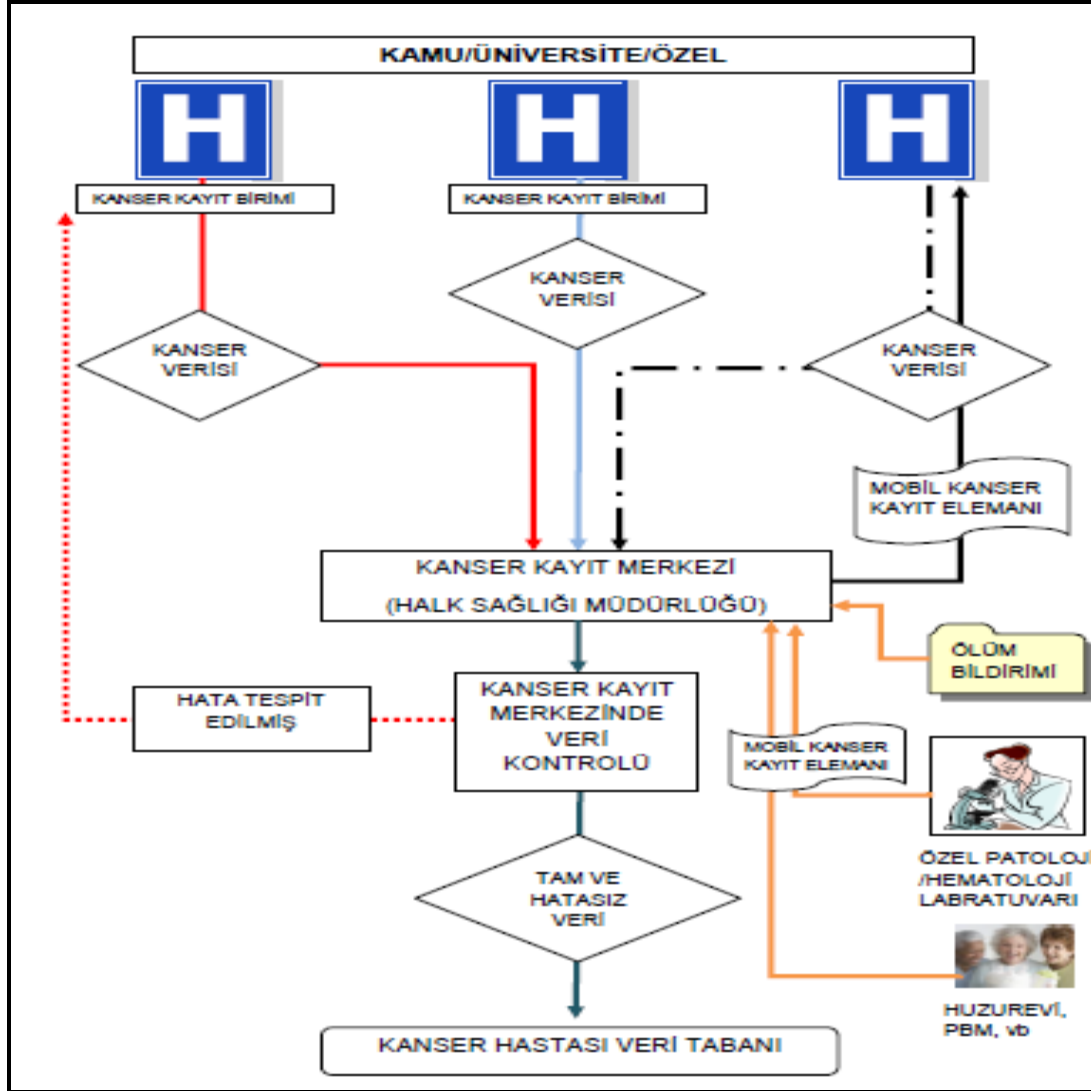 KAMU/ÜNİVERSİTE/ÖZEL
H
H
H
KANSER KAYIT BİRİMİ
KANSER KAYIT BİRİMİ
KANSER
VERİSİ
KANSER
VERİSİ
KANSER
VERİSİ
MOBİL KANSER
KAYIT ELEMANI
KANSER KAYIT MERKEZİ
(HALK SAĞLIĞI MÜDÜRLÜĞÜ)
ÖLÜM
BİLDİRİMİ
HATA TESPİT
EDİLMİŞ
KANSER KAYIT
MERKEZİNDE
VERİ
KONTROLÜ
MOBİL KANSER
KAYIT ELEMANI
ÖZEL PATOLOJİ
/HEMATOLOJİ
LABRATUVARI
TAM VE
HATASIZ
VERİ
HUZUREVİ,
PBM, vb
KANSER HASTASI VERİ TABANI